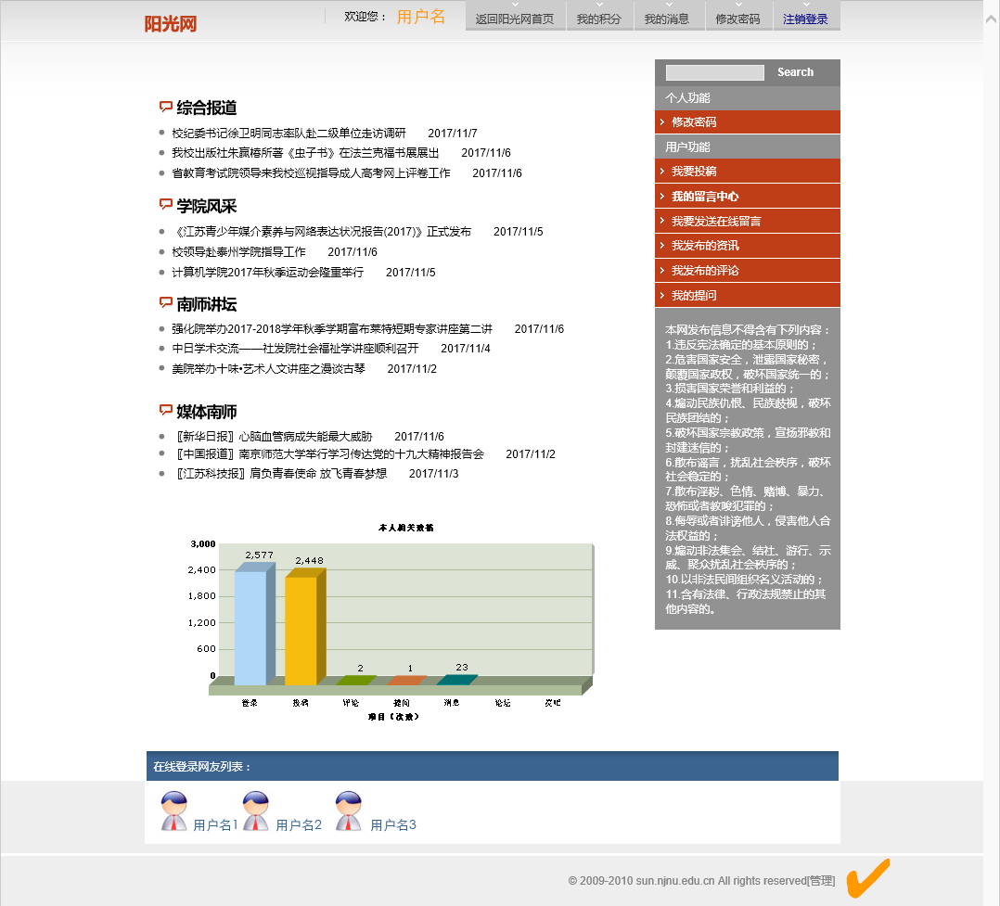 阳光网
欢迎您： 用户名
返回阳光网首页 我的积分 我的消息 修改密码 注销登录
综合报道
校纪委书记徐卫明同志率队赴二级单位走访调研 2017/11/7
我校出版社朱赢椿所著《虫子书》在法兰克福书展展出 2017/11/6
省教育考试院领导来我校巡视指导成人高考网上评卷工作 2017/11/6
学院风采
《江苏青少年媒介素养与网络表达状况报告(2017)》正式发布 2017/11/5
校领导赴泰州学院指导工作 2017/11/6
计算机学院2017年秋季运动会隆重举行 2017/11/5
南师讲坛
强化院举办2017-2018学年秋季学期富布莱特短期专家讲座第二讲 2017/11/6
中日学术交流——社发院社会福祉学讲座顺利召开 2017/11/4
美院举办十味•艺术人文讲座之漫谈古琴 2017/11/2
媒体南师
〖新华日报〗心脑血管病成失能最大威胁 2017/11/6
〖中国报道〗南京师范大学举行学习传达党的十九大精神报告会 2017/11/2
〖江苏科技报〗肩负青春使命 放飞青春梦想 2017/11/3
本人相关数据
3,000
2,400
1,800
1,200
600
0
2,577
2,448
2
1
23
登录 投稿 评论 提问 消息 论坛 贴吧
项目（次数）
Search
个人功能
修改密码
用户功能
我要投稿
我的留言中心
我要发送在线留言
我发布的资讯
我发布的评论
我的提问
本网发布信息不得含有下列内容：
1.违反宪法确定的基本原则的；
2.危害国家安全，泄露国家秘密，
颠覆国家政权，破坏国家统一的；
3.损害国家荣誉和利益的；
4.煽动民族仇恨、民族歧视，破坏
民族团结的；
5.破坏国家宗教政策，宣扬邪教和
封建迷信的；
6.散布谣言，扰乱社会秩序，破坏
社会稳定的；
7.散布淫秽、色情、赌博、暴力、
恐怖或者教唆犯罪的；
8.侮辱或者诽谤他人，侵害他人合
法权益的；
9.煽动非法集会、结社、游行、示
威、聚众扰乱社会秩序的；
10.以非法民间组织名义活动的；
11.含有法律、行政法规禁止的其
他内容的。
在线登录网友列表：
用户名1 用户名2 用户名3
© 2009-2010 sun.njnu.edu.cn All rights reserved[管理]